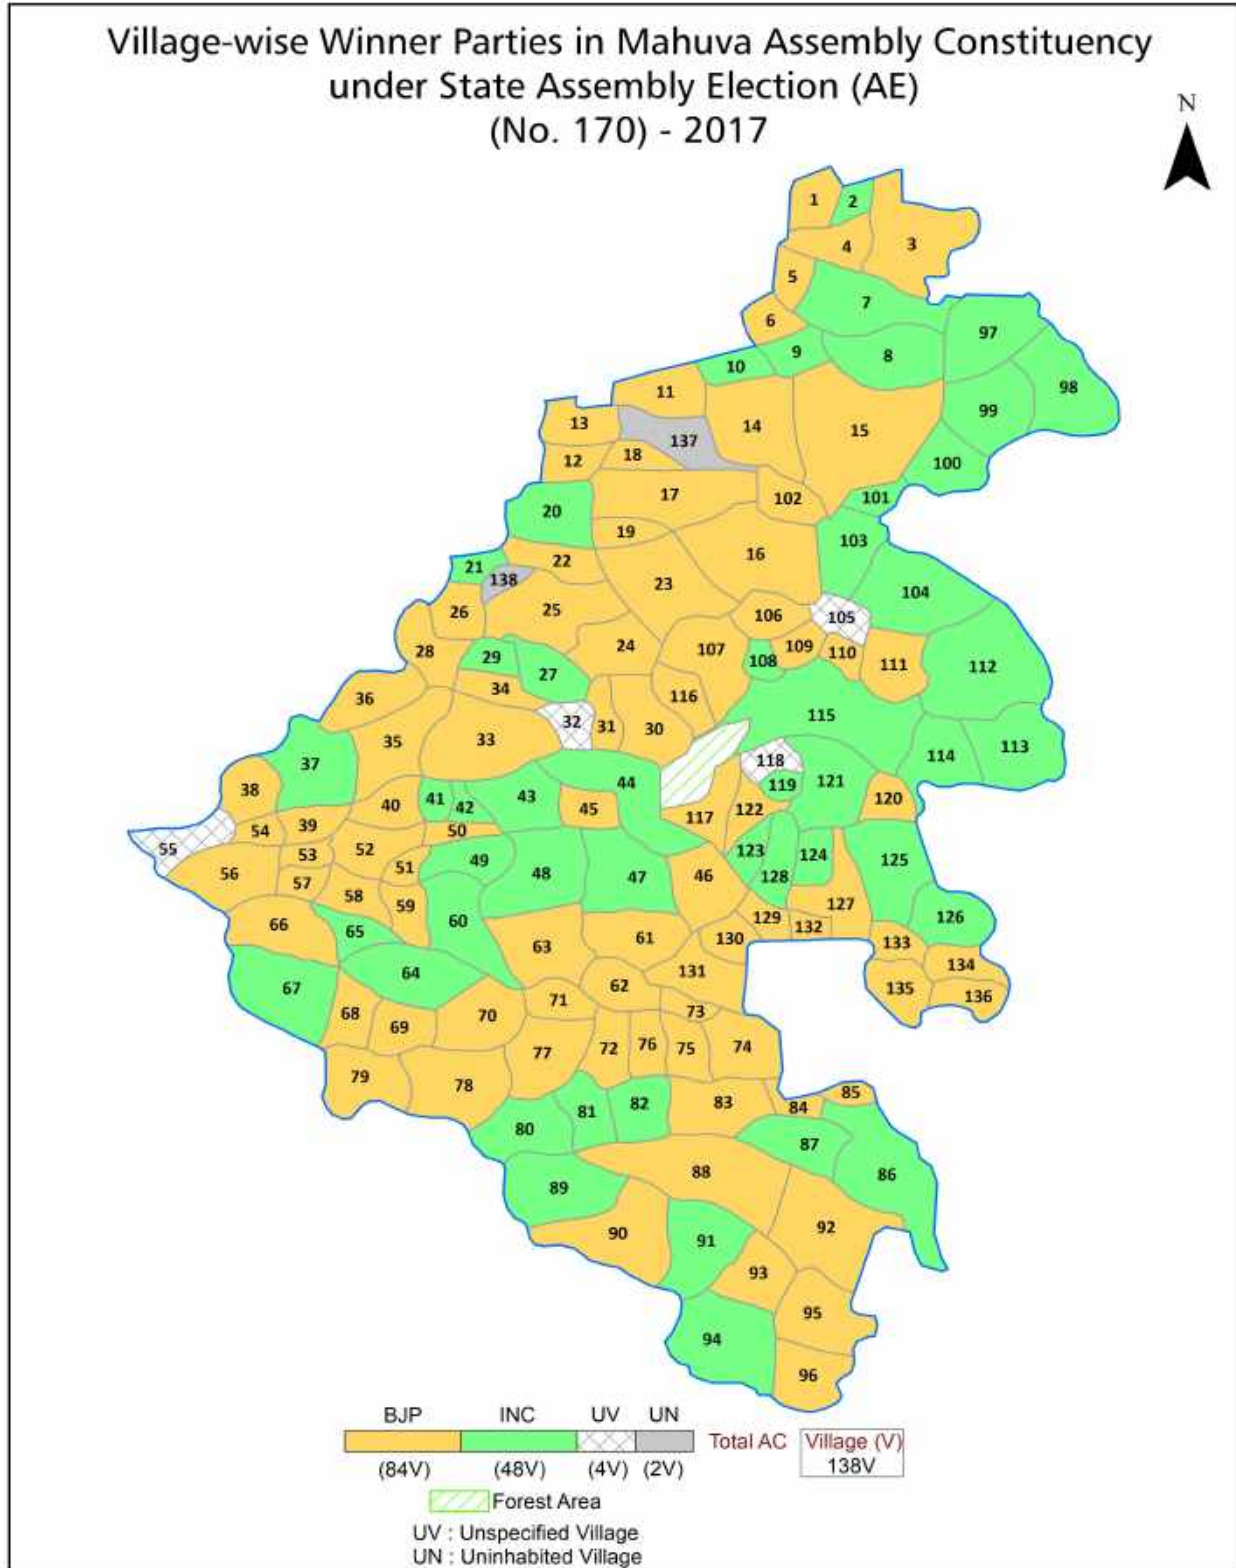 Village-wise Winner Parties in Mahuva Assembly Constituency
under State Assembly Election (AE)
(No. 170) - 2017
N
1 2
3
4
5
7
6
97
9 8
10
98
11
99
13 14 15
137
18
12 100
17 102 101
20
19 103
16
22
21
138 23
104
25
26 106 105
24 107 109
28 29 108 110 111 112
27
34 116
36
32 31 30 115
35 33
113
114
37 118
44 121
119
38 43
40 41 42 45 122 120
39 117
54
50
55 53 52 123 124
49 125
51 48 47 46
56 57 128
58 59 127
60 129 126
66 65 132
63 61 130 133
64 131 134
67 62 135 136
71
68 69 70 73
72 76 75 74
77
79 78
85
81 82 83 84
80
87
88 86
89
92
90 91
93
95
94
96
BJP INC UV UN
Total AC Village (V)
138V
(84V) (48V) (4V) (2V)
Forest Area
UV : Unspecified Village
UN : Uninhabited Village